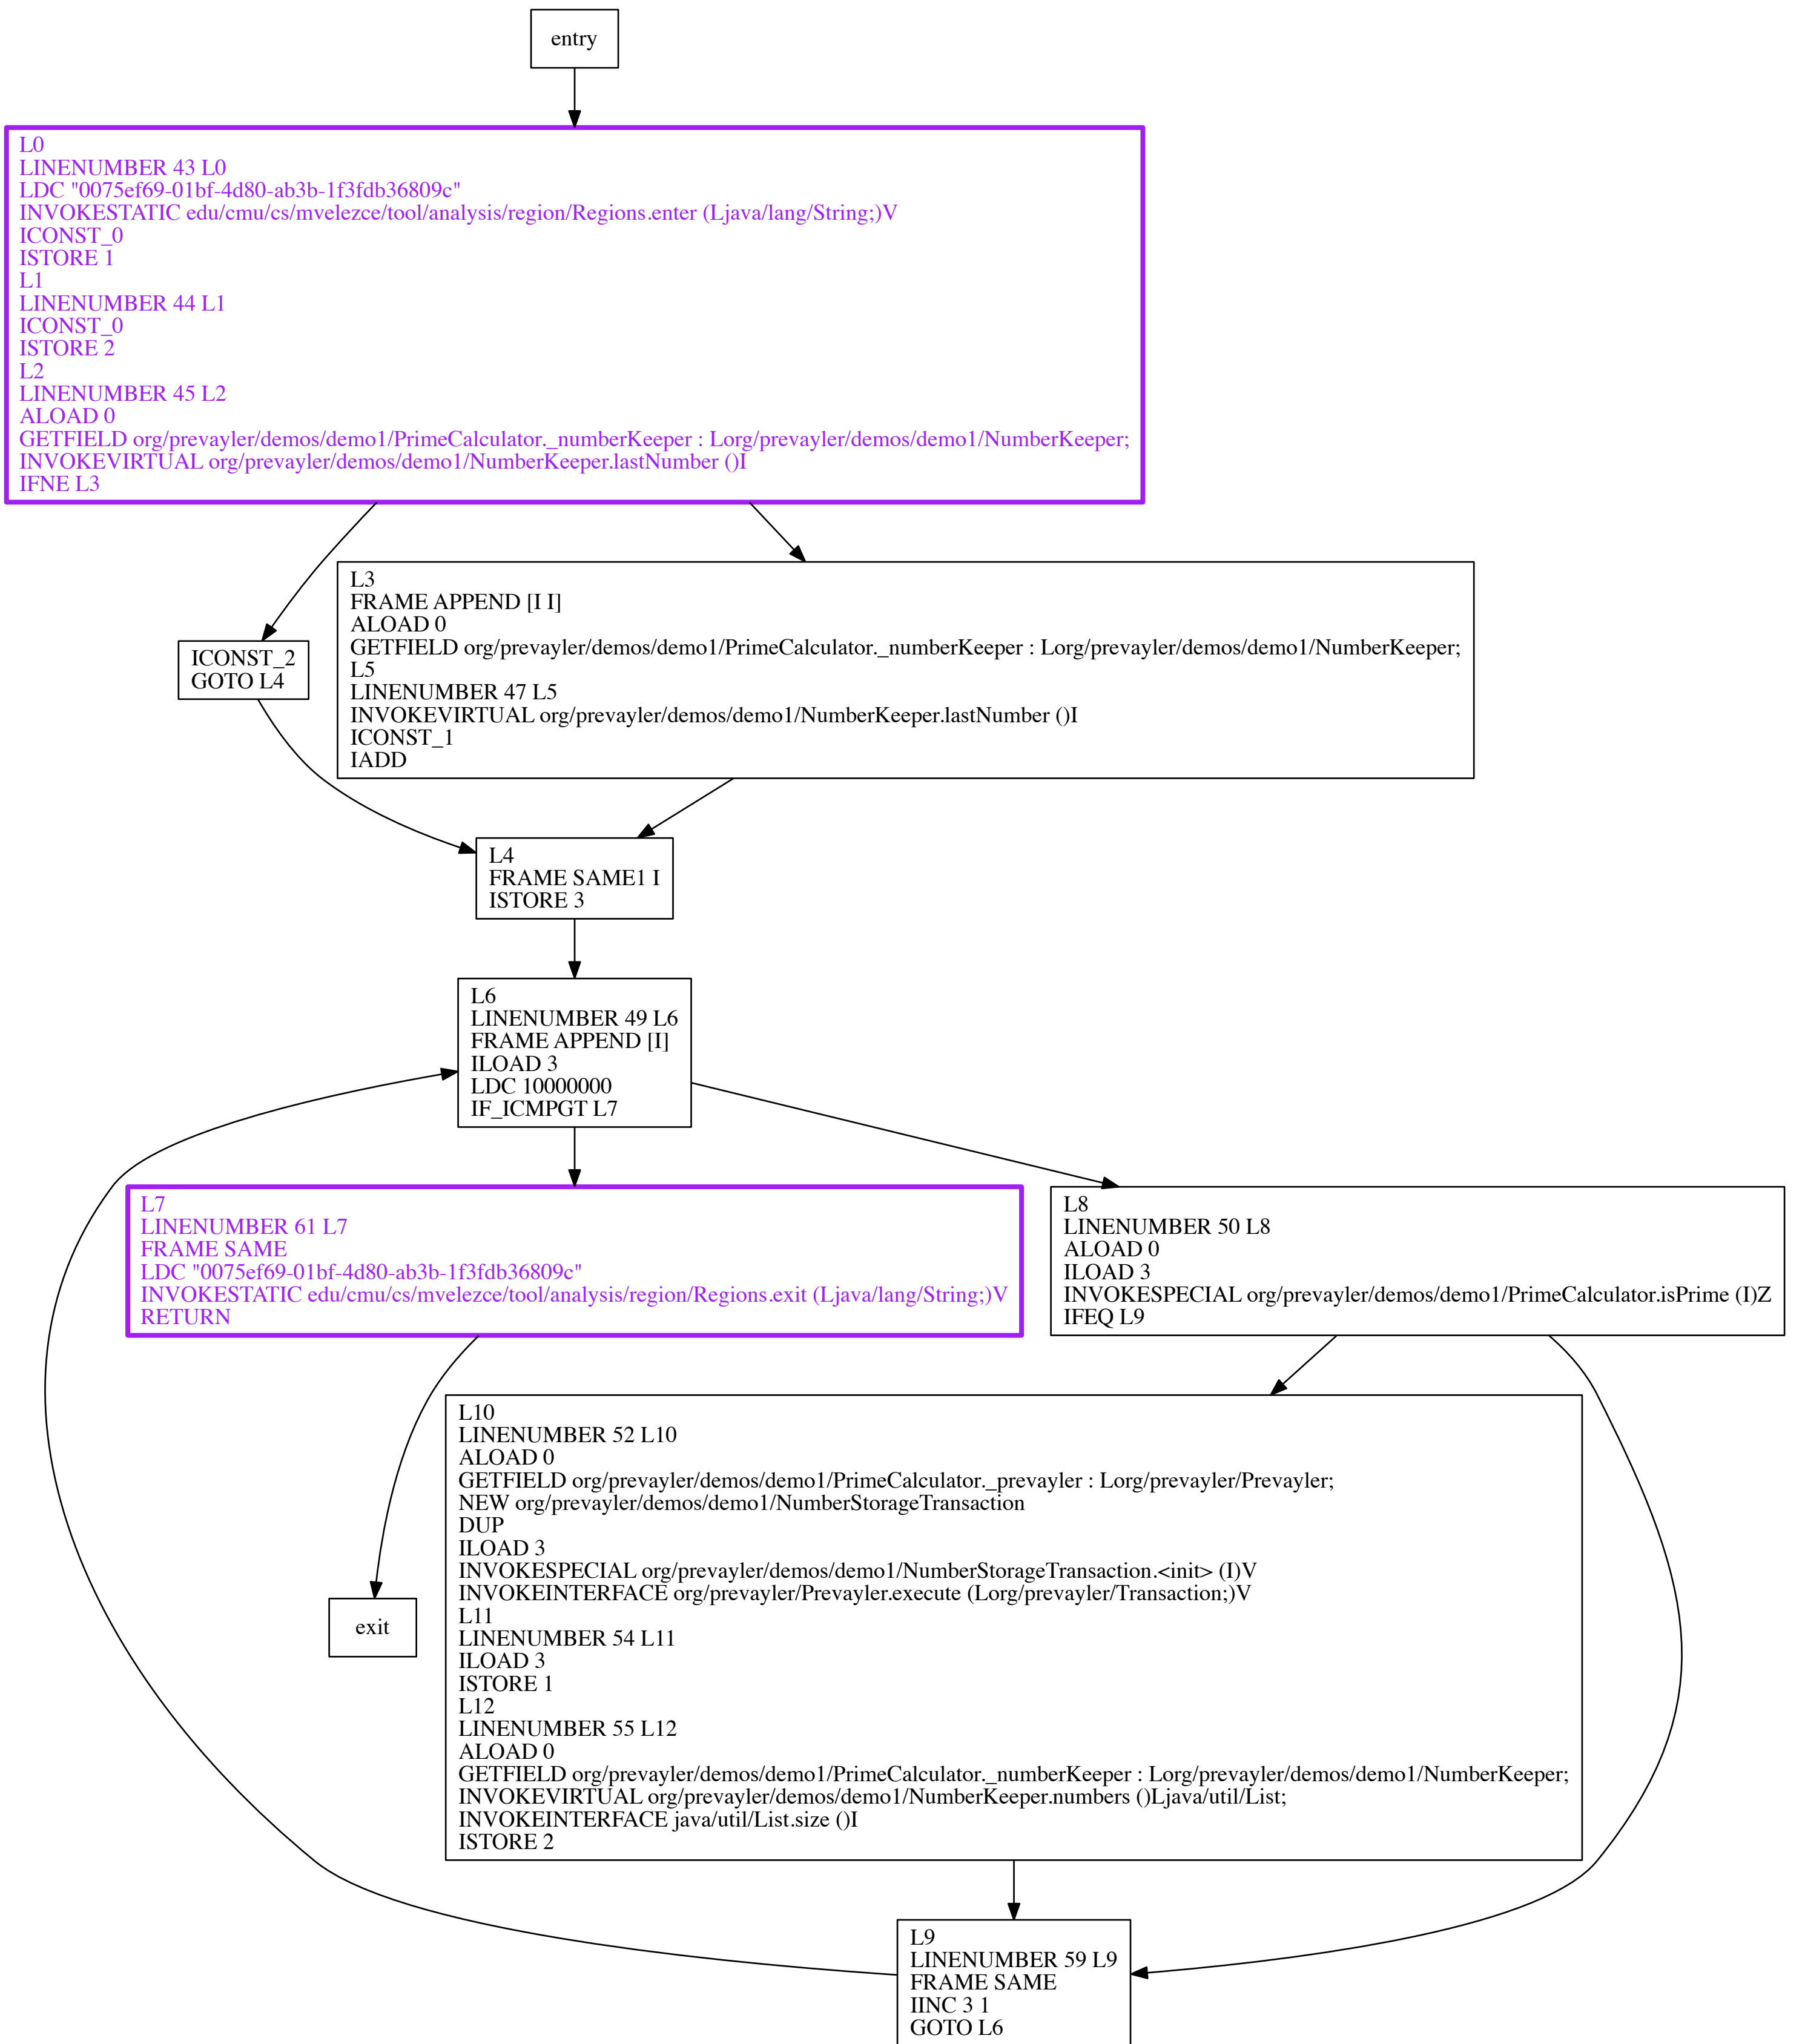 entry
L0
LINENUMBER 43 L0
LDC "0075ef69-01bf-4d80-ab3b-1f3fdb36809c"
INVOKESTATIC edu/cmu/cs/mvelezce/tool/analysis/region/Regions.enter (Ljava/lang/String;)V
ICONST_0
ISTORE 1
L1
LINENUMBER 44 L1
ICONST_0
ISTORE 2
L2
LINENUMBER 45 L2
ALOAD 0
GETFIELD org/prevayler/demos/demo1/PrimeCalculator._numberKeeper : Lorg/prevayler/demos/demo1/NumberKeeper;
INVOKEVIRTUAL org/prevayler/demos/demo1/NumberKeeper.lastNumber ()I
IFNE L3
ICONST_2
GOTO L4
L3
FRAME APPEND [I I]
ALOAD 0
GETFIELD org/prevayler/demos/demo1/PrimeCalculator._numberKeeper : Lorg/prevayler/demos/demo1/NumberKeeper;
L5
LINENUMBER 47 L5
INVOKEVIRTUAL org/prevayler/demos/demo1/NumberKeeper.lastNumber ()I
ICONST_1
IADD
L4
FRAME SAME1 I
ISTORE 3
L6
LINENUMBER 49 L6
FRAME APPEND [I]
ILOAD 3
LDC 10000000
IF_ICMPGT L7
L7
LINENUMBER 61 L7
FRAME SAME
LDC "0075ef69-01bf-4d80-ab3b-1f3fdb36809c"
INVOKESTATIC edu/cmu/cs/mvelezce/tool/analysis/region/Regions.exit (Ljava/lang/String;)V
RETURN
L8
LINENUMBER 50 L8
ALOAD 0
ILOAD 3
INVOKESPECIAL org/prevayler/demos/demo1/PrimeCalculator.isPrime (I)Z
IFEQ L9
L10
LINENUMBER 52 L10
ALOAD 0
GETFIELD org/prevayler/demos/demo1/PrimeCalculator._prevayler : Lorg/prevayler/Prevayler;
NEW org/prevayler/demos/demo1/NumberStorageTransaction
DUP
ILOAD 3
INVOKESPECIAL org/prevayler/demos/demo1/NumberStorageTransaction.<init> (I)V
INVOKEINTERFACE org/prevayler/Prevayler.execute (Lorg/prevayler/Transaction;)V
L11
LINENUMBER 54 L11
ILOAD 3
ISTORE 1
L12
LINENUMBER 55 L12
ALOAD 0
GETFIELD org/prevayler/demos/demo1/PrimeCalculator._numberKeeper : Lorg/prevayler/demos/demo1/NumberKeeper;
INVOKEVIRTUAL org/prevayler/demos/demo1/NumberKeeper.numbers ()Ljava/util/List;
INVOKEINTERFACE java/util/List.size ()I
ISTORE 2
exit
L9
LINENUMBER 59 L9
FRAME SAME
IINC 3 1
GOTO L6